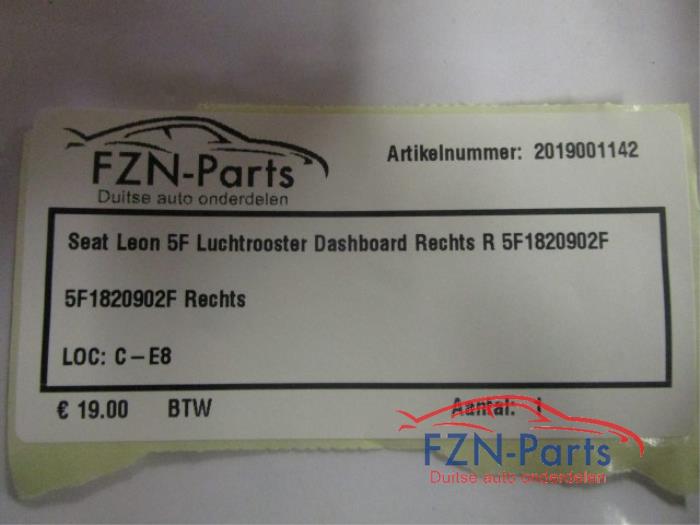 FZN-Parts
Duitse auto onderdelen
Artikelnummer: 2019001142
Seat Leon 5F Luchtrooster Dashboard Rechts R 5F1820902F
5F1820902F Rechts
LOC: C-E8
€ 19.00 BTW Aantal: 1
FZN-Parts
Duitse auto onderdelen